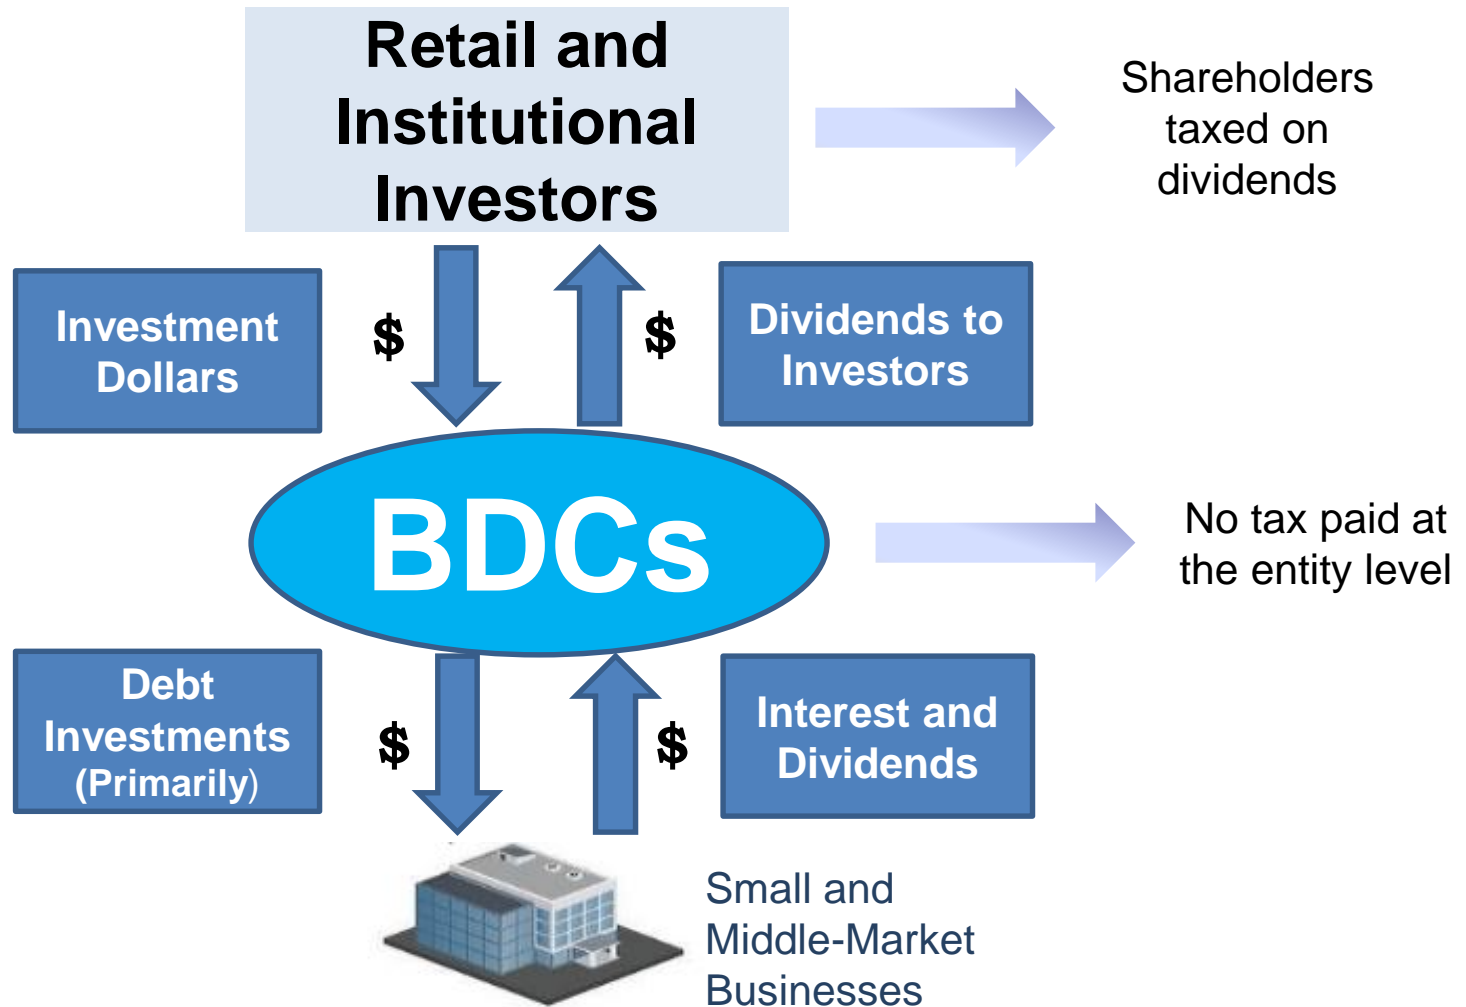 Retail and
Institutional
Investors
Shareholders
taxed on
dividends
Investment
Dollars
$
$
Dividends to
Investors
BDCs
No tax paid at
the entity level
Debt
Investments
(Primarily)
$
$
Interest and
Dividends
Small and
Middle-Market
Businesses